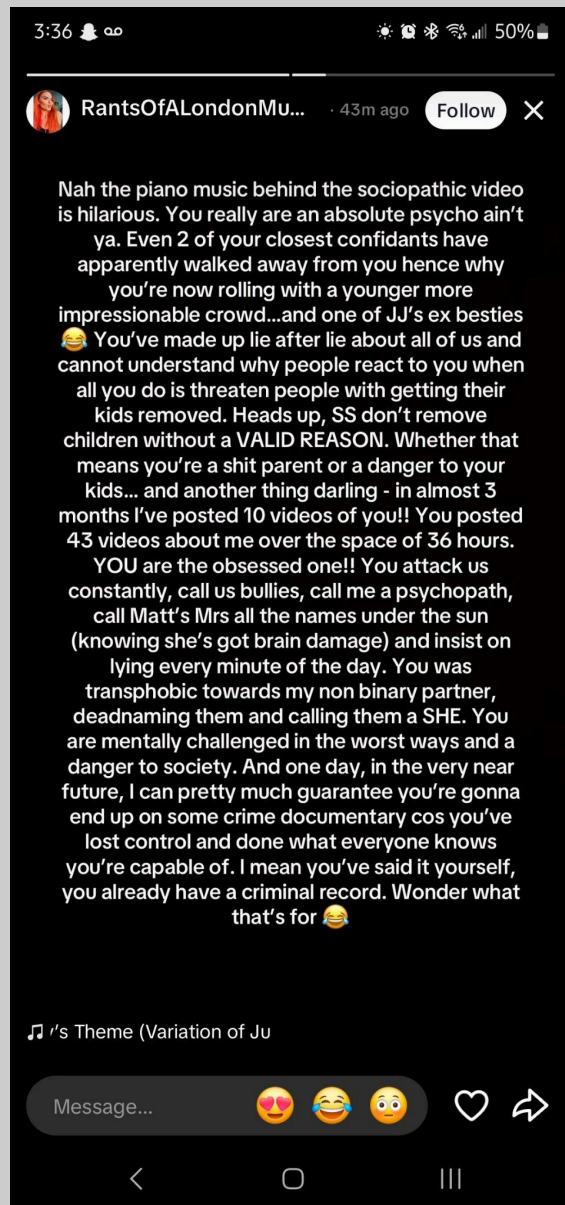 3:36
50%
RantsOfALondonMu... · 43m ago Follow
Nah the piano music behind the sociopathic video
is hilarious. You really are an absolute psycho ain't
ya. Even 2 of your closest confidants have
apparently walked away from you hence why
you're now rolling with a younger more
impressionable crowd...and one of JJ's ex besties
😂 You've made up lie after lie about all of us and
cannot understand why people react to you when
all you do is threaten people with getting their
kids removed. Heads up, SS don't remove
children without a VALID REASON. Whether that
means you're a shit parent or a danger to your
kids... and another thing darling - in almost 3
months I've posted 10 videos of you!! You posted
43 videos about me over the space of 36 hours.
YOU are the obsessed one!! You attack us
constantly, call us bullies, call me a psychopath,
call Matt's Mrs all the names under the sun
(knowing she's got brain damage) and insist on
lying every minute of the day. You was
transphobic towards my non binary partner,
deadnaming them and calling them a SHE. You
are mentally challenged in the worst ways and a
danger to society. And one day, in the very near
future, I can pretty much guarantee you're gonna
end up on some crime documentary cos you've
lost control and done what everyone knows
you're capable of. I mean you've said it yourself,
you already have a criminal record. Wonder what
that's for 😂
's Theme (Variation of Ju
Message...